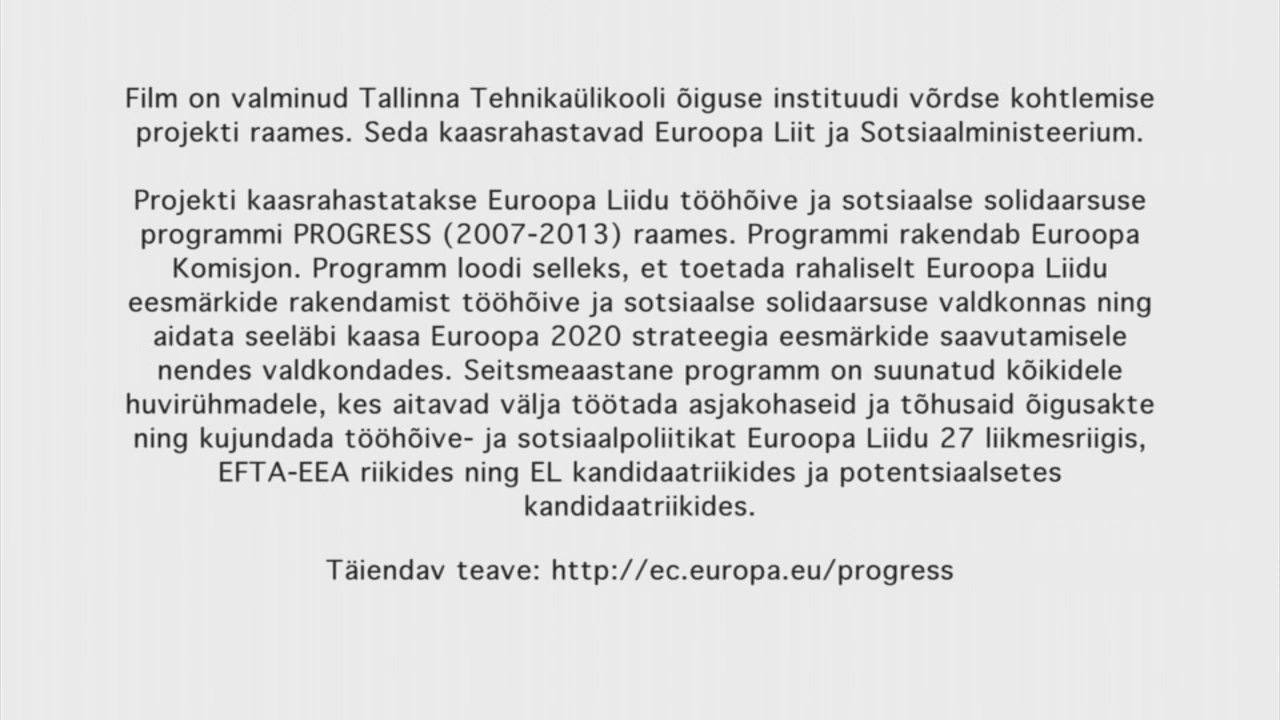 Film on valminud Tallinna Tehnikaülikooli õiguse instituudi võrdse kohtlemise
projekti raames. Seda kaasrahastavad Euroopa Liit ja Sotsiaalministeerium.
Projekti kaasrahastatakse Euroopa Liidu tööhõive ja sotsiaalse solidaarsuse
programmi PROGRESS (2007-2013) raames. Programmi rakendab Euroopa
Komisjon. Programm loodi selleks, et toetada rahaliselt Euroopa Liidu
eesmärkide rakendamist tööhõive ja sotsiaalse solidaarsuse valdkonnas ning
aidata seeläbi kaasa Euroopa 2020 strateegia eesmärkide saavutamisele
nendes valdkondades. Seitsmeaastane programm on suunatud kõikidele
huvirühmadele, kes aitavad välja töötada asjakohaseid ja tõhusaid õigusakte
ning kujundada tööhõive- ja sotsiaalpoliitikat Euroopa Liidu 27 liikmesriigis,
EFTA-EEA riikides ning EL kandidaatriikides ja potentsiaalsetes
kandidaatriikides.
Täiendav teave: http://ec.europa.eu/progress